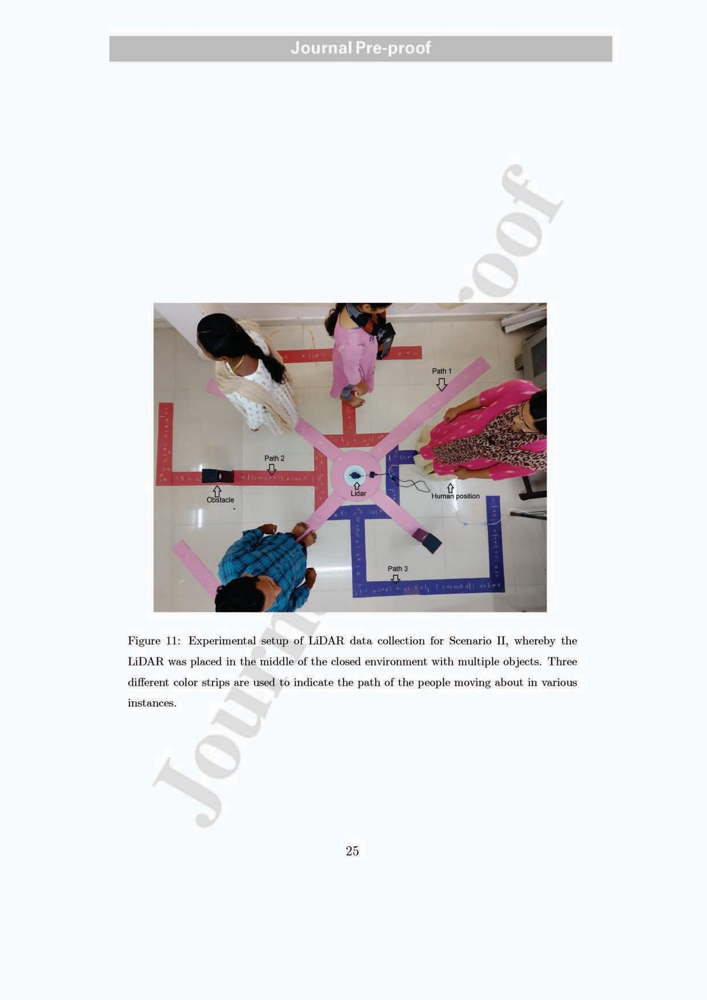 Journal Pre-proof
Path 1
Path 2
Lidar
Human position
Obstacle
Path 3
Figure 11: Experimental setup of LiDAR data collection for Scenario II, whereby the
LiDAR was placed in the middle of the closed environment with multiple objects. Three
different color strips are used to indicate the path of the people moving about in various
instances.
25